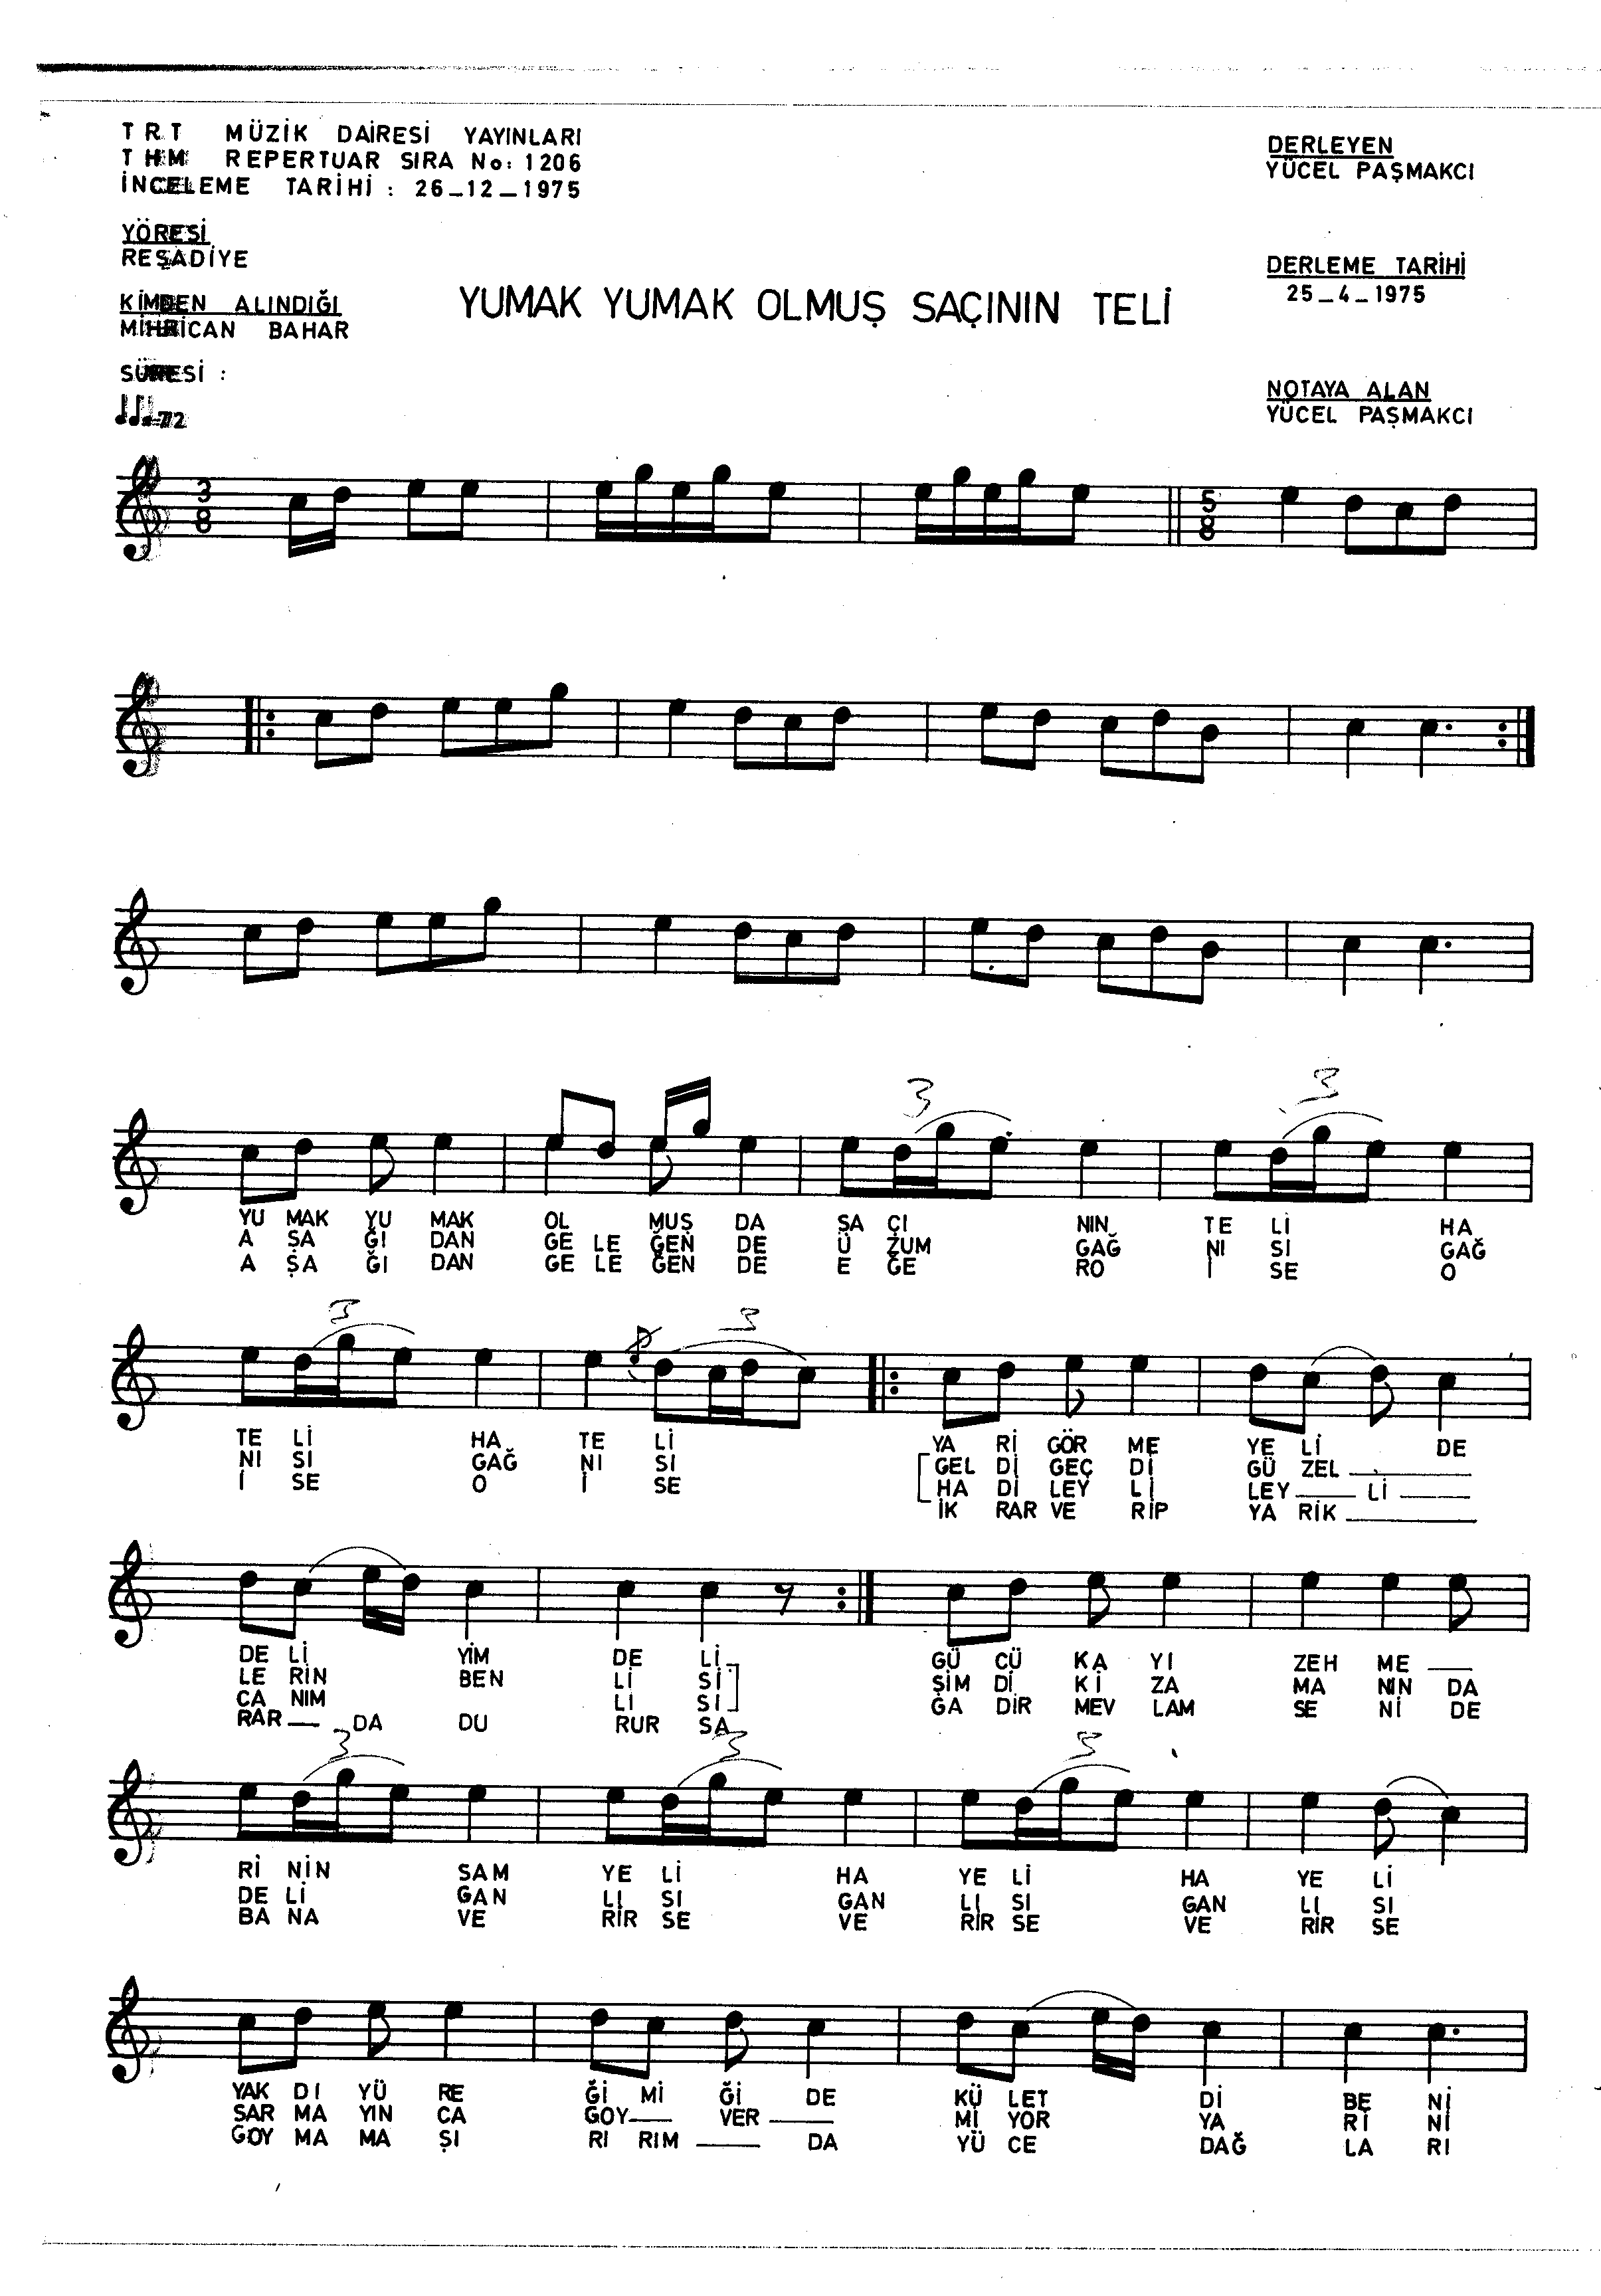 TRT MÜZİK DAİRESİ YAYINLARI
THM REPERTUAR SIRA No: 1206
İNCELEME TARİHİ : 26_12_1975
YÖRESİ
REŞADİYE
KİMDEN ALINDIĞI
MİHRİCAN BAHAR
SÜRESİ :
=72
DERLEYEN
YÜCEL PAŞMAKCI
DERLEME TARİHİ
25_4_1975
NOTAYA ALAN
YÜCEL PAŞMAKCI
YUMAK YUMAK OLMUŞ SAÇININ TELİ
3 8
5 8
3 3
YU MAK YU MAK OL MUŞ DA SA ÇI NIN TE Lİ HA
A ŞA ĞI DAN GE LE ĞEN DE Ü ZUM GAĞ NI SI GAĞ
A ŞA ĞI DAN GE LE ĞEN DE E ĞE RO İ SE O
3 3
TE Lİ HA TE Lİ YA Rİ GÖR ME YE Lİ DE
NI SI GAĞ NI SI GEL Dİ GEÇ Dİ GÜ ZEL
İ SE O İ SE HA Dİ LEY Lİ LEY Lİ
İK RAR VE RİP YA RİK
DE Lİ YİM DE Lİ GÜ CÜ KA YI ZEH ME
LE RİN BEN Lİ Sİ ŞİM Dİ Kİ ZA MA NIN DA
CA NIM Lİ Sİ GA DİR MEV LAM SE Nİ DE
RAR DA DU RUR SA
3 3 3
Rİ NİN SAM YE Lİ HA YE Lİ HA YE Lİ
DE Lİ GAN LI SI GAN LI SI GAN LI SI
BA NA VE RİR SE VE RİR SE VE RİR SE
YAK DI YÜ RE Ğİ Mİ Ğİ DE KÜ LET Dİ BE Nİ
SAR MA YIN CA GOY VER Mİ YOR YA Rİ Nİ
GOY MA MA ŞI RI RIM DA YÜ CE DAĞ LA RI